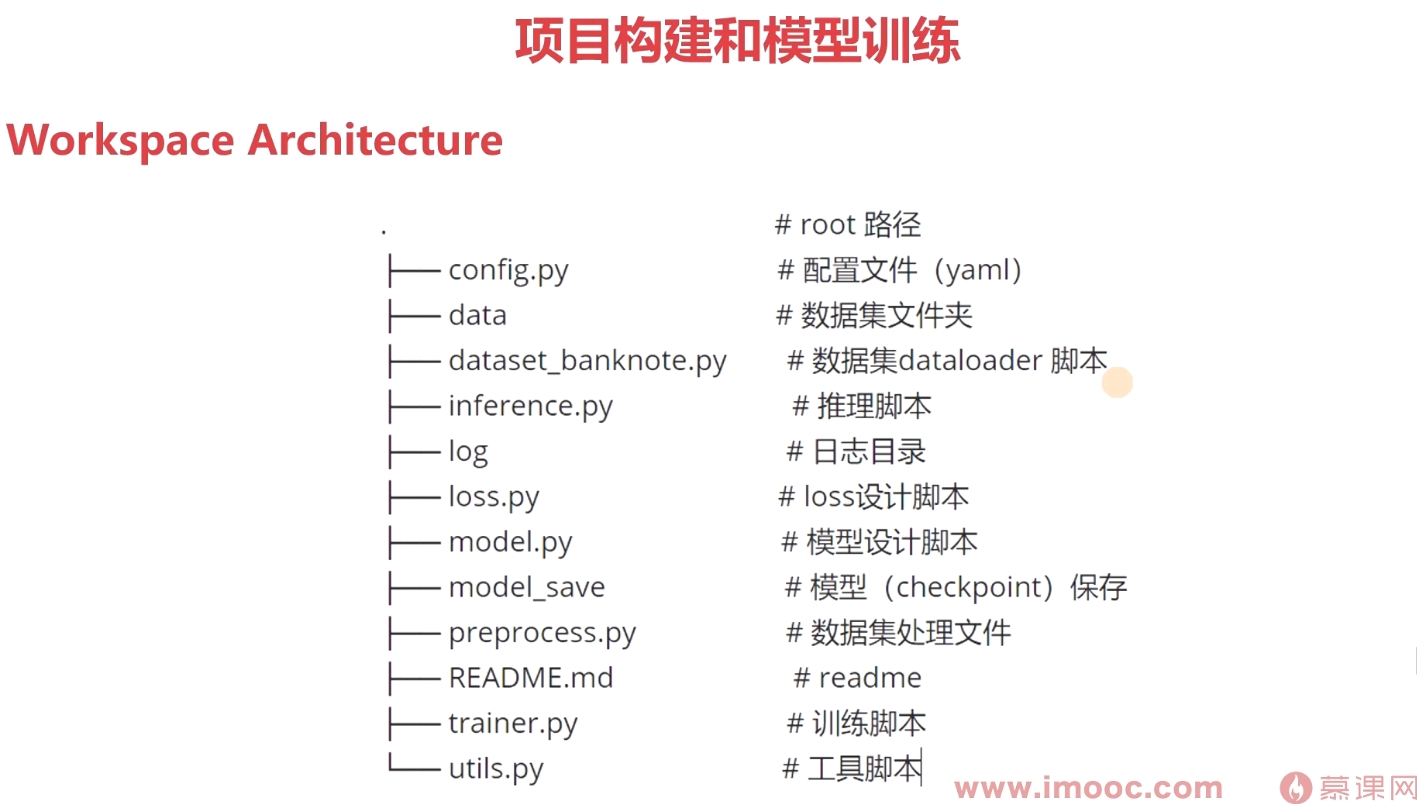 项目构建和模型训练
Workspace Architecture
. # root 路径
├── config.py # 配置文件（yaml）
├── data # 数据集文件夹
├── dataset_banknote.py # 数据集dataloader 脚本
├── inference.py # 推理脚本
├── log # 日志目录
├── loss.py # loss设计脚本
├── model.py # 模型设计脚本
├── model_save # 模型（checkpoint）保存
├── preprocess.py # 数据集处理文件
├── README.md # readme
├── trainer.py # 训练脚本
└── utils.py # 工具脚本
www.imooc.com 慕课网